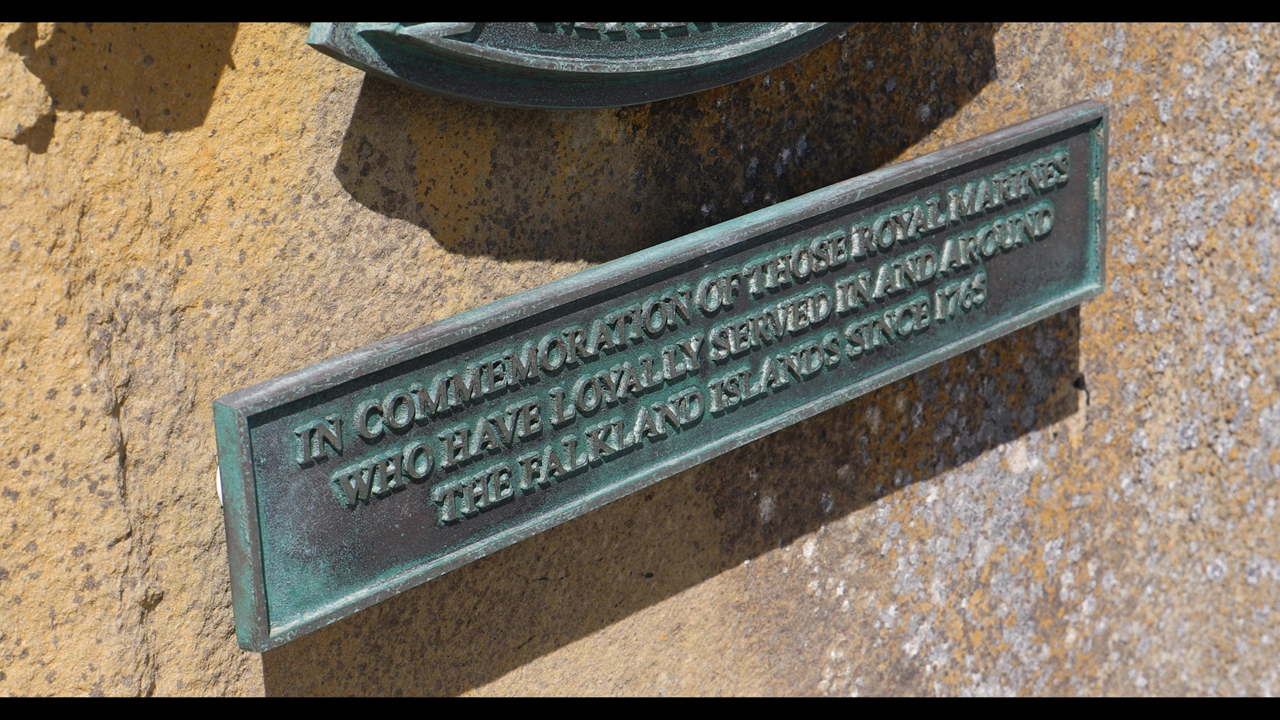 IN COMMEMORATION OF THOSE ROYAL MARINES
WHO HAVE LOYALLY SERVED IN AND AROUND
THE FALKLAND ISLANDS SINCE 1765